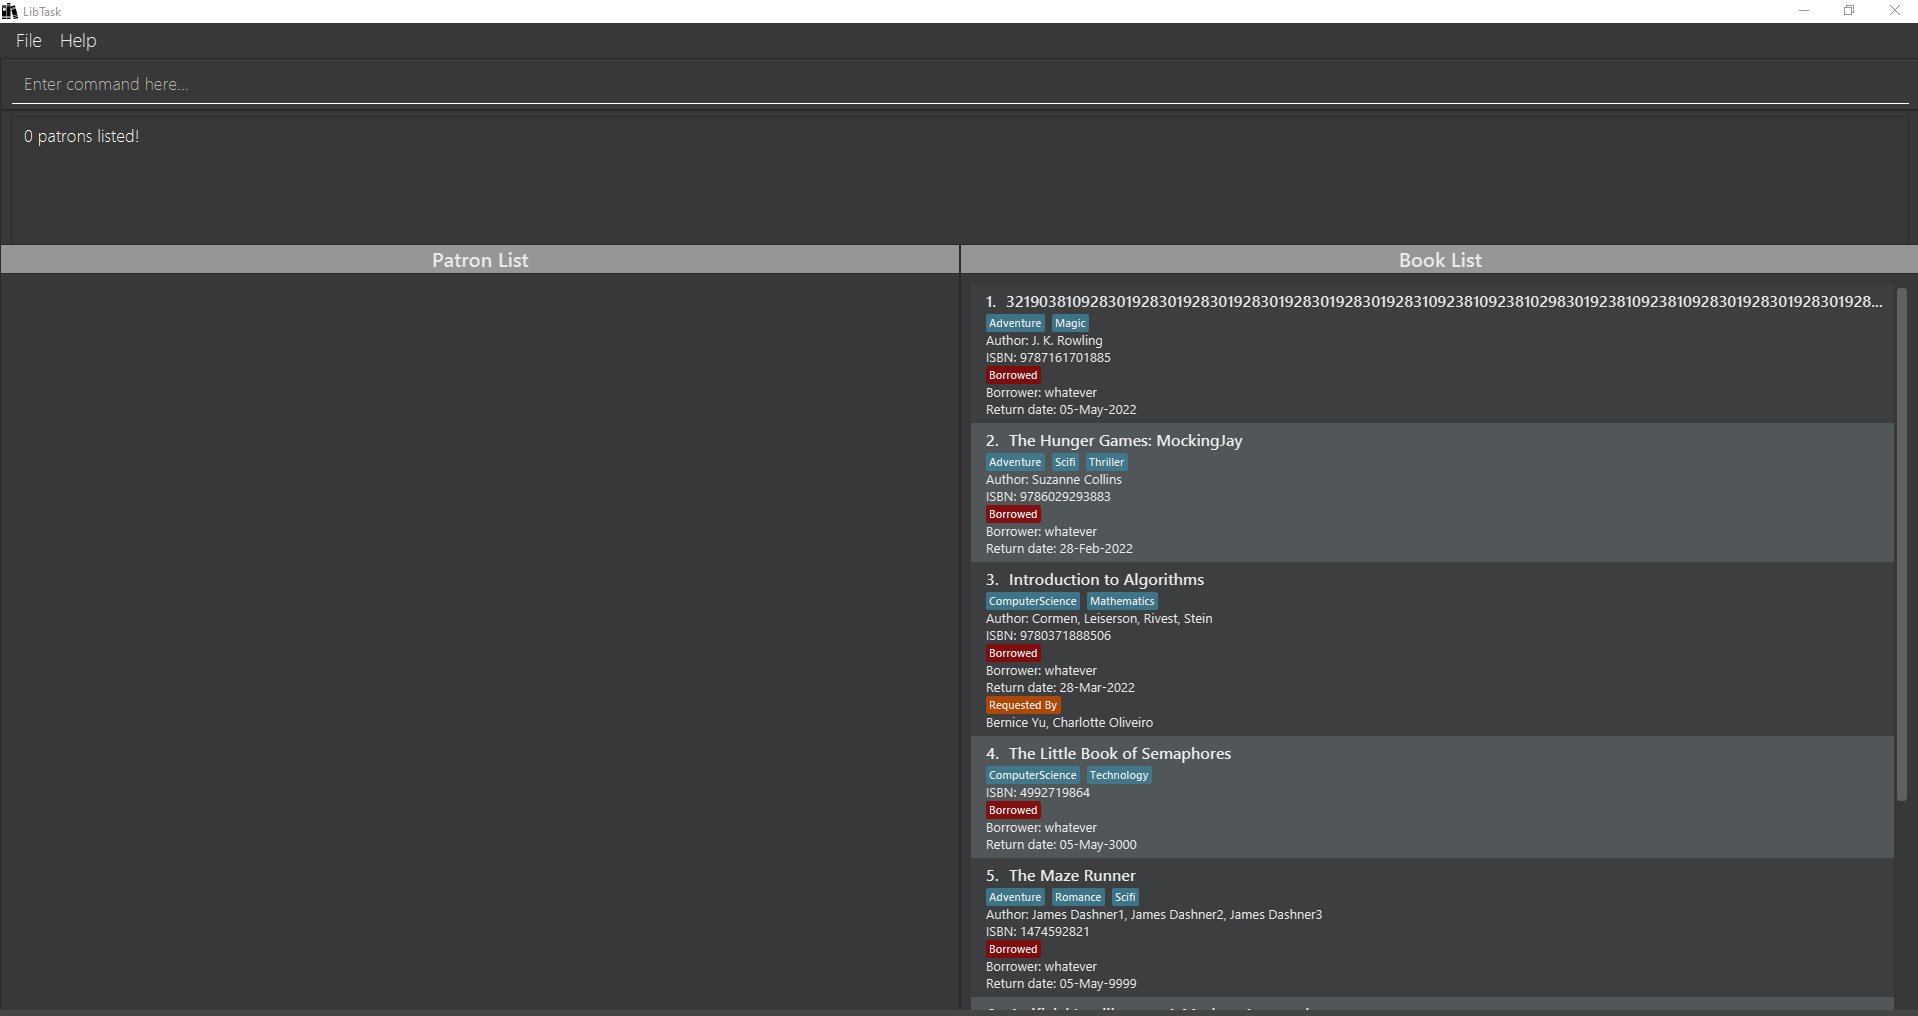 LibTask
File Help
Enter command here...
0 patrons listed!
Patron List
Book List
1. Adventure Magic
Author: J. K. Rowling
ISBN: 9787161701885
Borrowed
Borrower: whatever
Return date: 05-May-2022
2. The Hunger Games: MockingJay
Adventure Scifi Thriller
Author: Suzanne Collins
ISBN: 9786029293883
Borrowed
Borrower: whatever
Return date: 28-Feb-2022
3. Introduction to Algorithms
ComputerScience Mathematics
Author: Cormen, Leiserson, Rivest, Stein
ISBN: 9780371888506
Borrowed
Borrower: whatever
Return date: 28-Mar-2022
Requested By
Bernice Yu, Charlotte Oliveiro
4. The Little Book of Semaphores
ComputerScience Technology
ISBN: 4992719864
Borrowed
Borrower: whatever
Return date: 05-May-3000
5. The Maze Runner
Adventure Romance Scifi
Author: James Dashner1, James Dashner2, James Dashner3
ISBN: 1474592821
Borrowed
Borrower: whatever
Return date: 05-May-9999